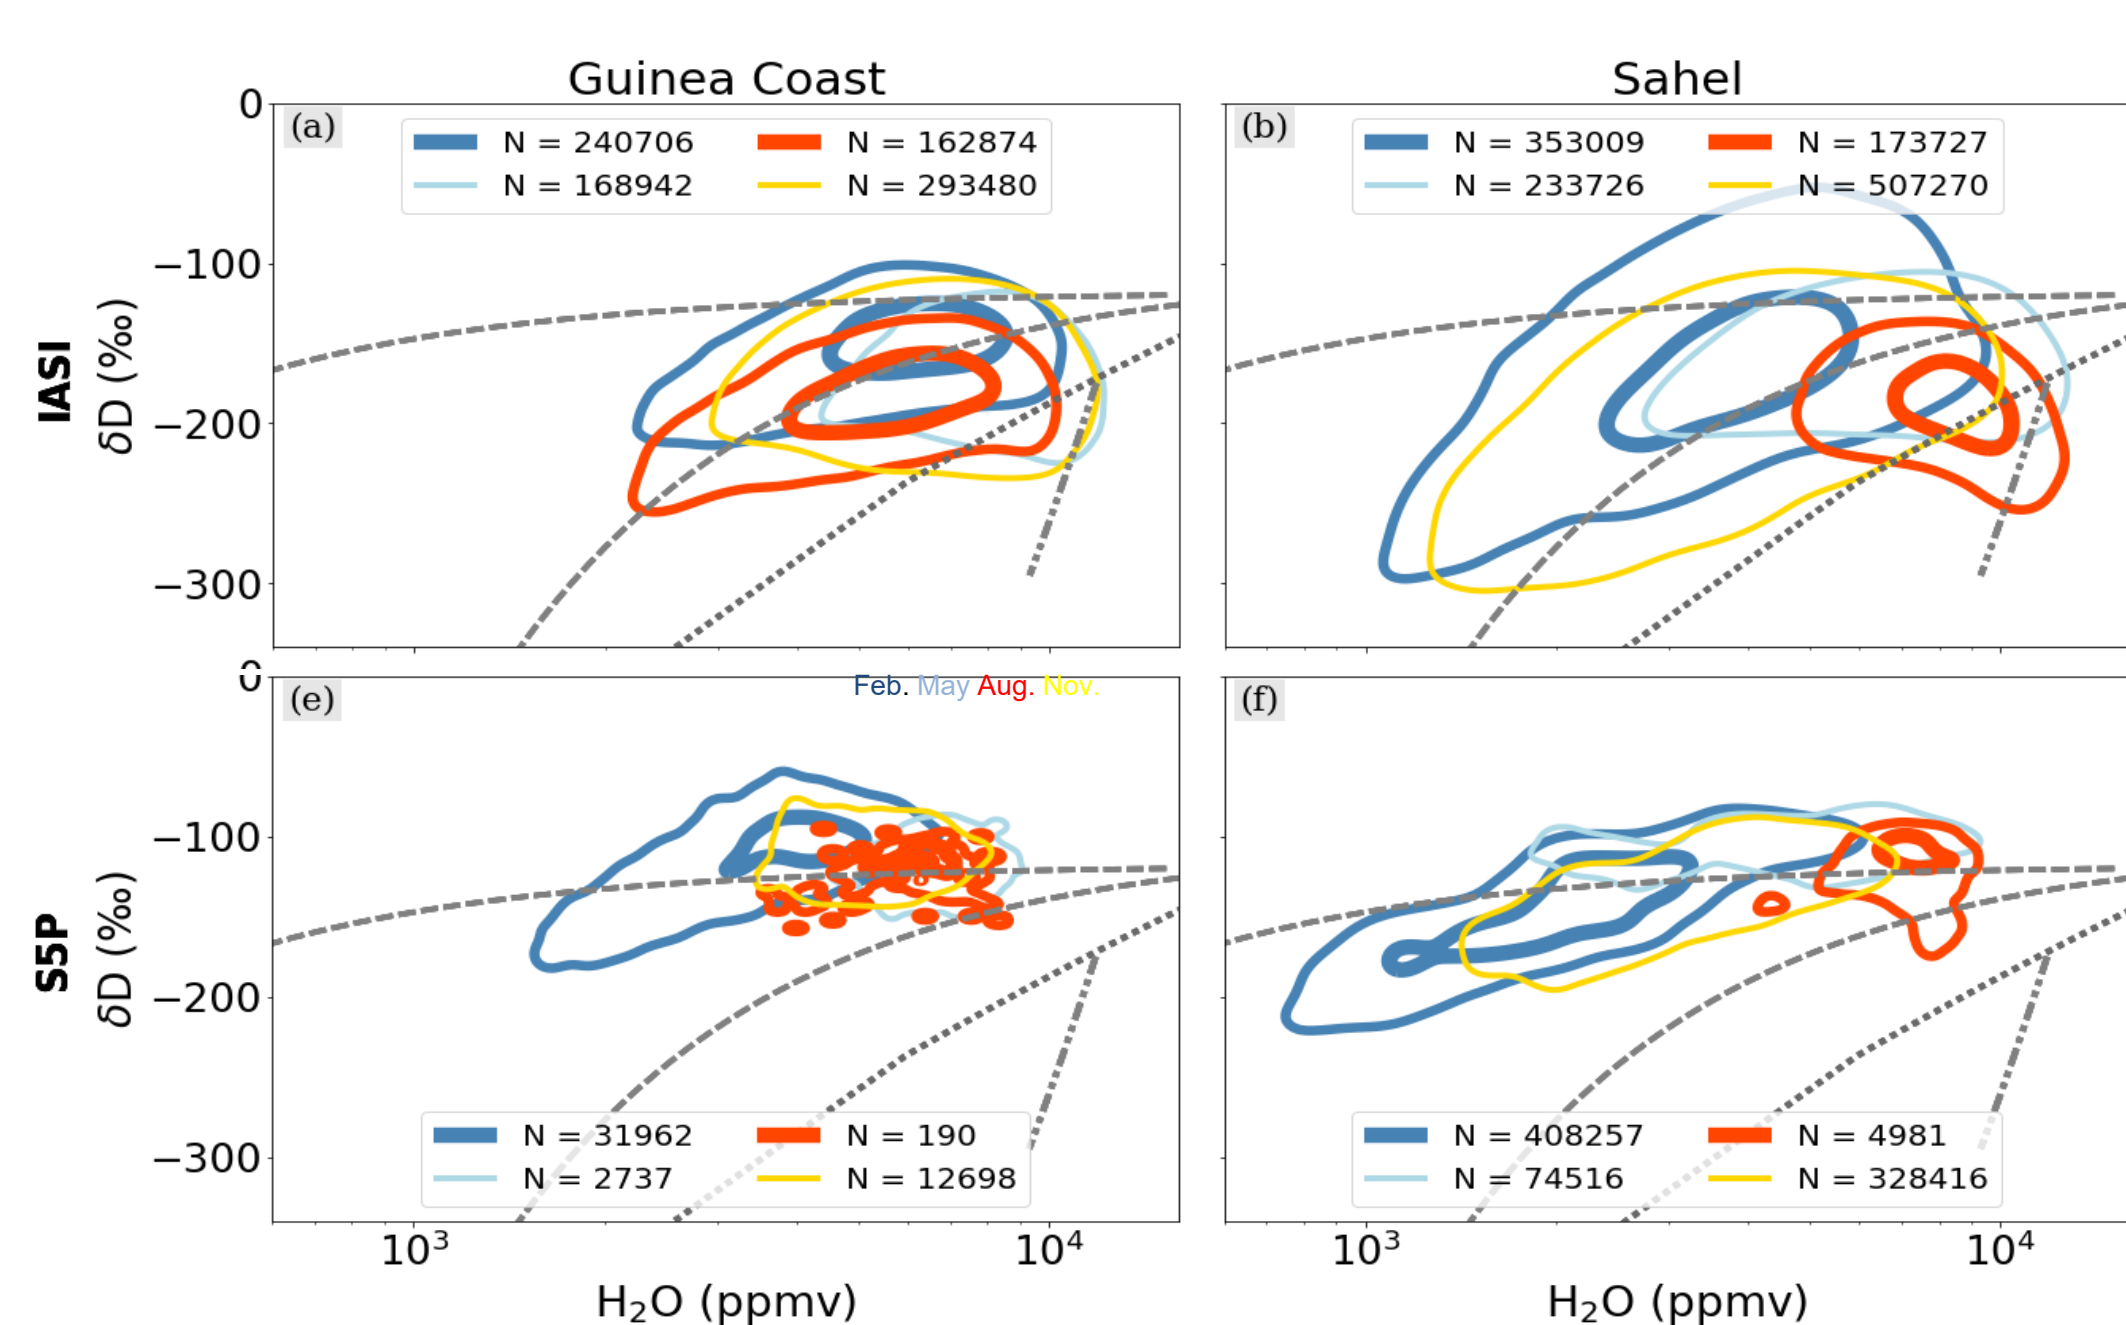 Guinea Coast
Sahel
IASI
δD (‰)
0
−100
−200
−300
(a)
N = 240706
N = 162874
N = 168942
N = 293480
(b)
N = 353009
N = 173727
N = 233726
N = 507270
S5P
δD (‰)
0
−100
−200
−300
(e)
Feb. May Aug. Nov.
N = 31962
N = 190
N = 2737
N = 12698
(f)
N = 408257
N = 4981
N = 74516
N = 328416
10³
10⁴
10³
10⁴
H₂O (ppmv)
H₂O (ppmv)